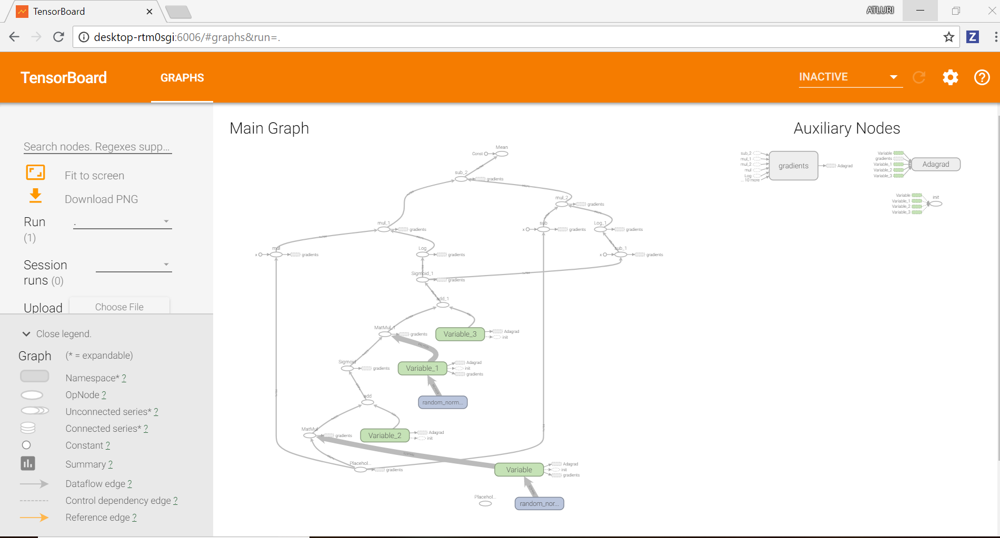 TensorBoard
ATLURI
desktop-rtm0sgi:6006/#graphs&run=.
Z
TensorBoard
GRAPHS
INACTIVE
Search nodes. Regexes supp...
Fit to screen
Download PNG
Run
(1)
.
Session
runs (0)
Upload
Choose File
Close legend.
Graph
(* = expandable)
Namespace* ?
OpNode ?
Unconnected series* ?
Connected series* ?
Constant ?
Summary ?
Dataflow edge ?
Control dependency edge ?
Reference edge ?
Main Graph
Mean
Const
sub_2
gradients
mul_2
gradients
mul_1
gradients
x
sub
gradients
Log_1
gradients
x
mul
gradients
Log
gradients
x
sub_1
gradients
Sigmoid_1
gradients
add_1
MatMul_1
gradients
Variable_3
Adagrad
init
Sigmoid
gradients
Variable_1
Adagrad
init
gradients
add
random_norm...
MatMul
gradients
Variable_2
Adagrad
init
Placehol...
gradients
Variable
Adagrad
init
gradients
Placehol...
random_nor...
Auxiliary Nodes
sub_2
mul_1
mul_2
mul
Log
... 10 more
gradients
Adagrad
Variable
gradients
Variable_1
Variable_2
Variable_3
Adagrad
Variable
Variable_1
Variable_2
Variable_3
init